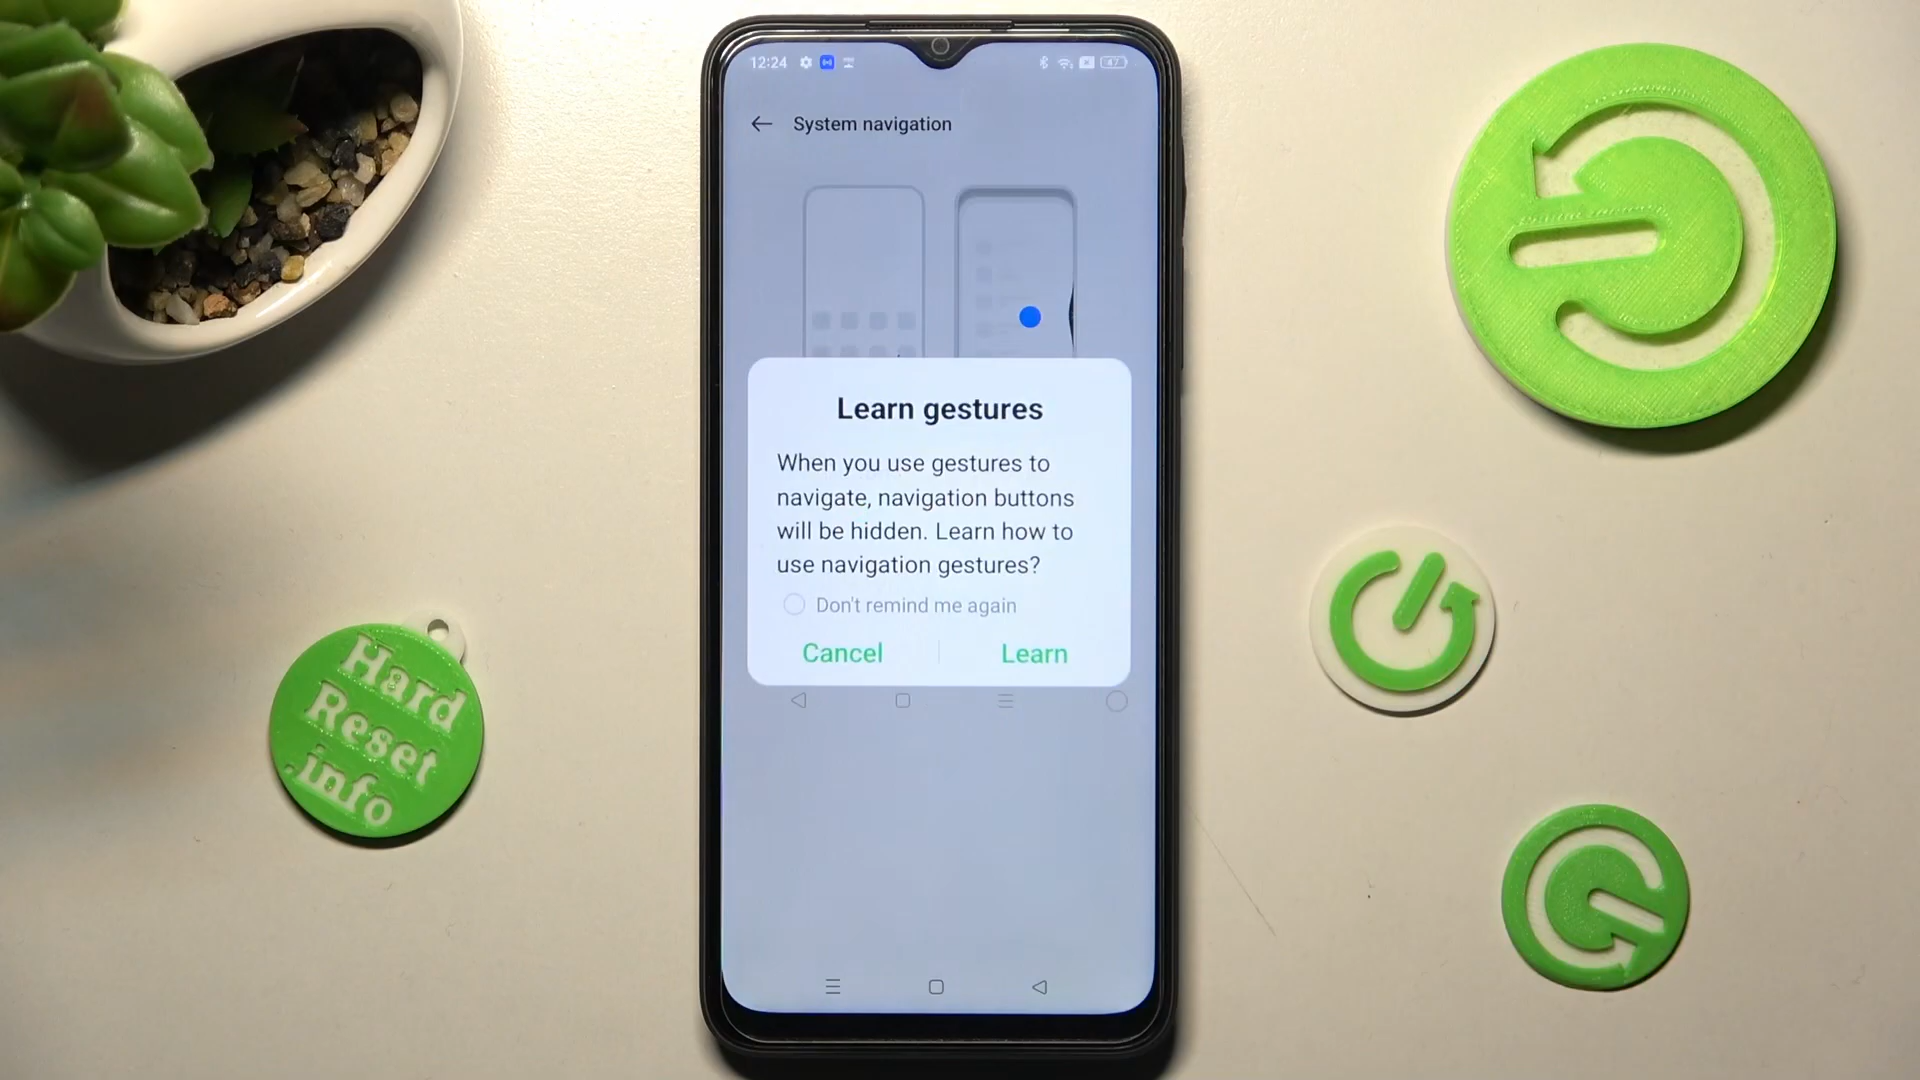 12:24
47
System navigation
Learn gestures
When you use gestures to
navigate, navigation buttons
will be hidden. Learn how to
use navigation gestures?
Don't remind me again
Cancel
Learn
Hard
Reset
.info